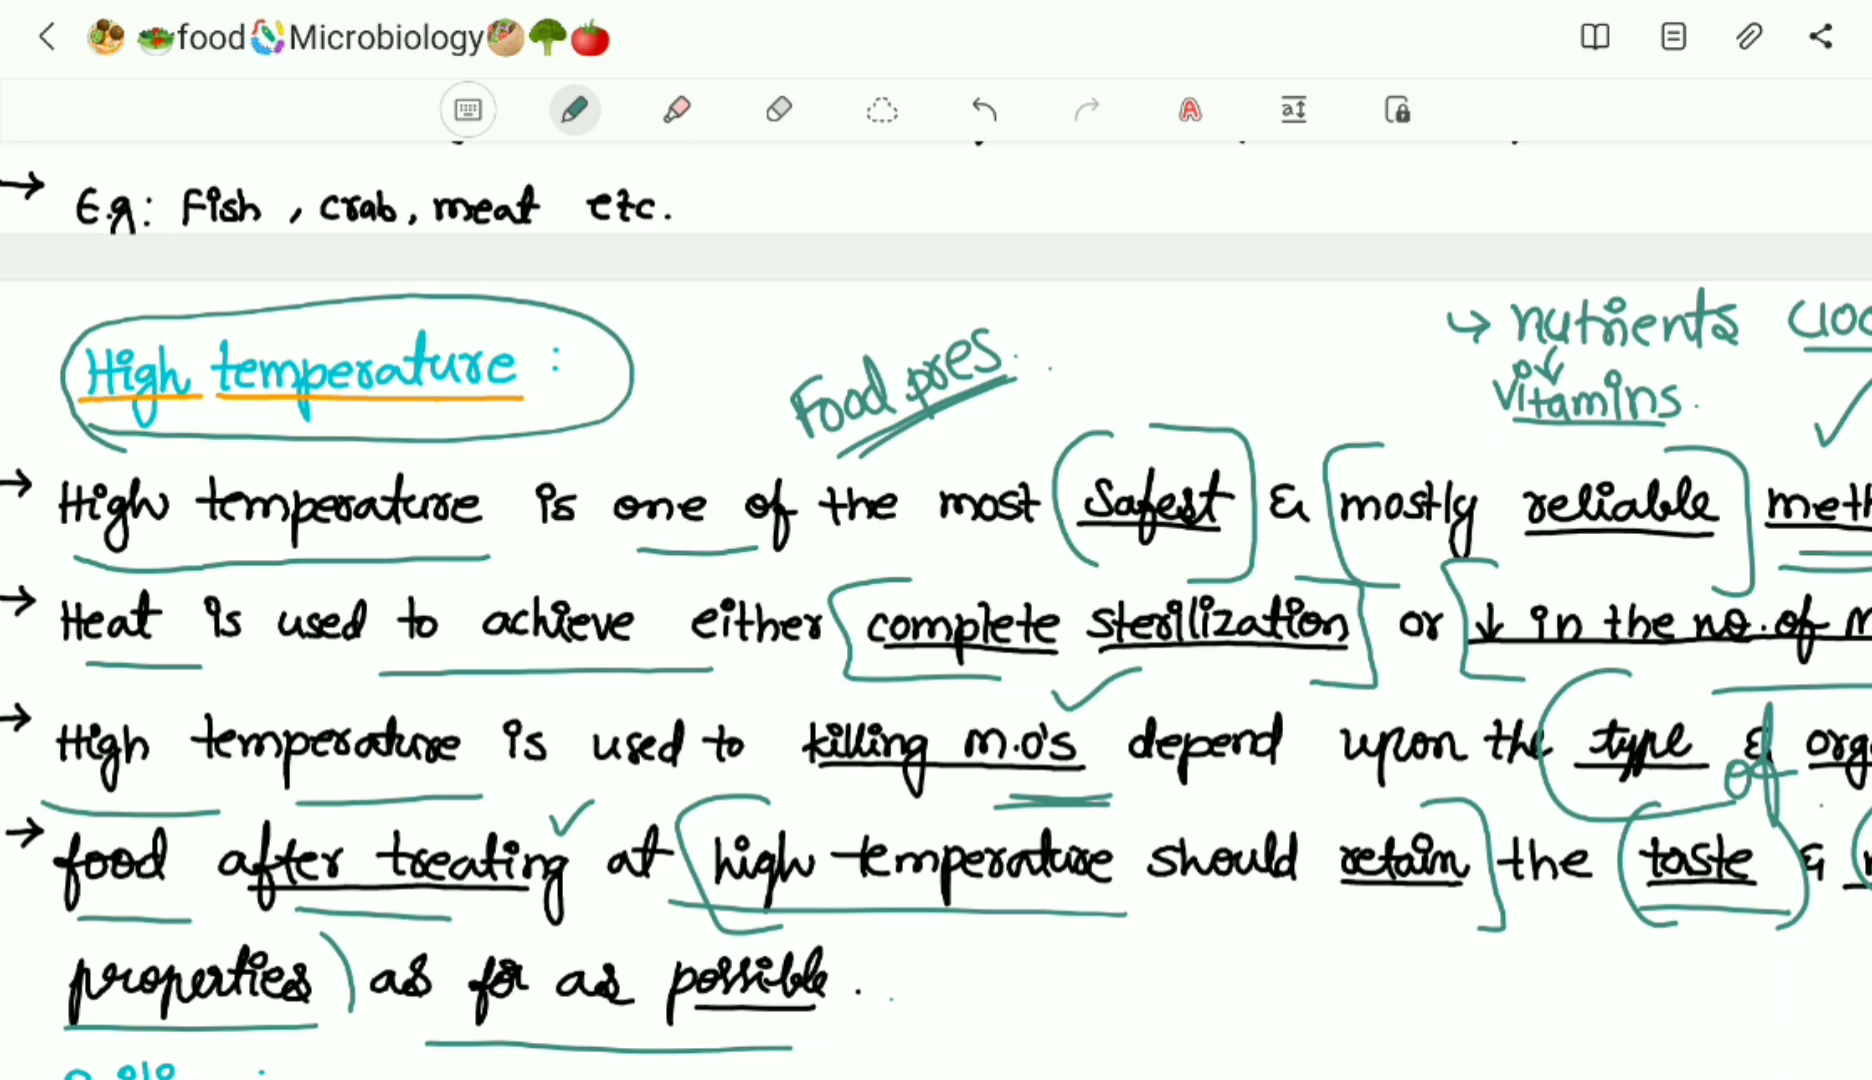 food Microbiology
→ E.g: Fish, crab, meat etc.
High temperature :
Food pres.
↳ nutrients
vitamins.
→ High temperature is one of the most Safest & mostly reliable
→ Heat is used to achieve either complete sterilization or ↓ in the no. of
→ High temperature is used to killing m.o's depend upon the type of
→ food after treating at high temperature should retain the taste &
properties as far as possible.